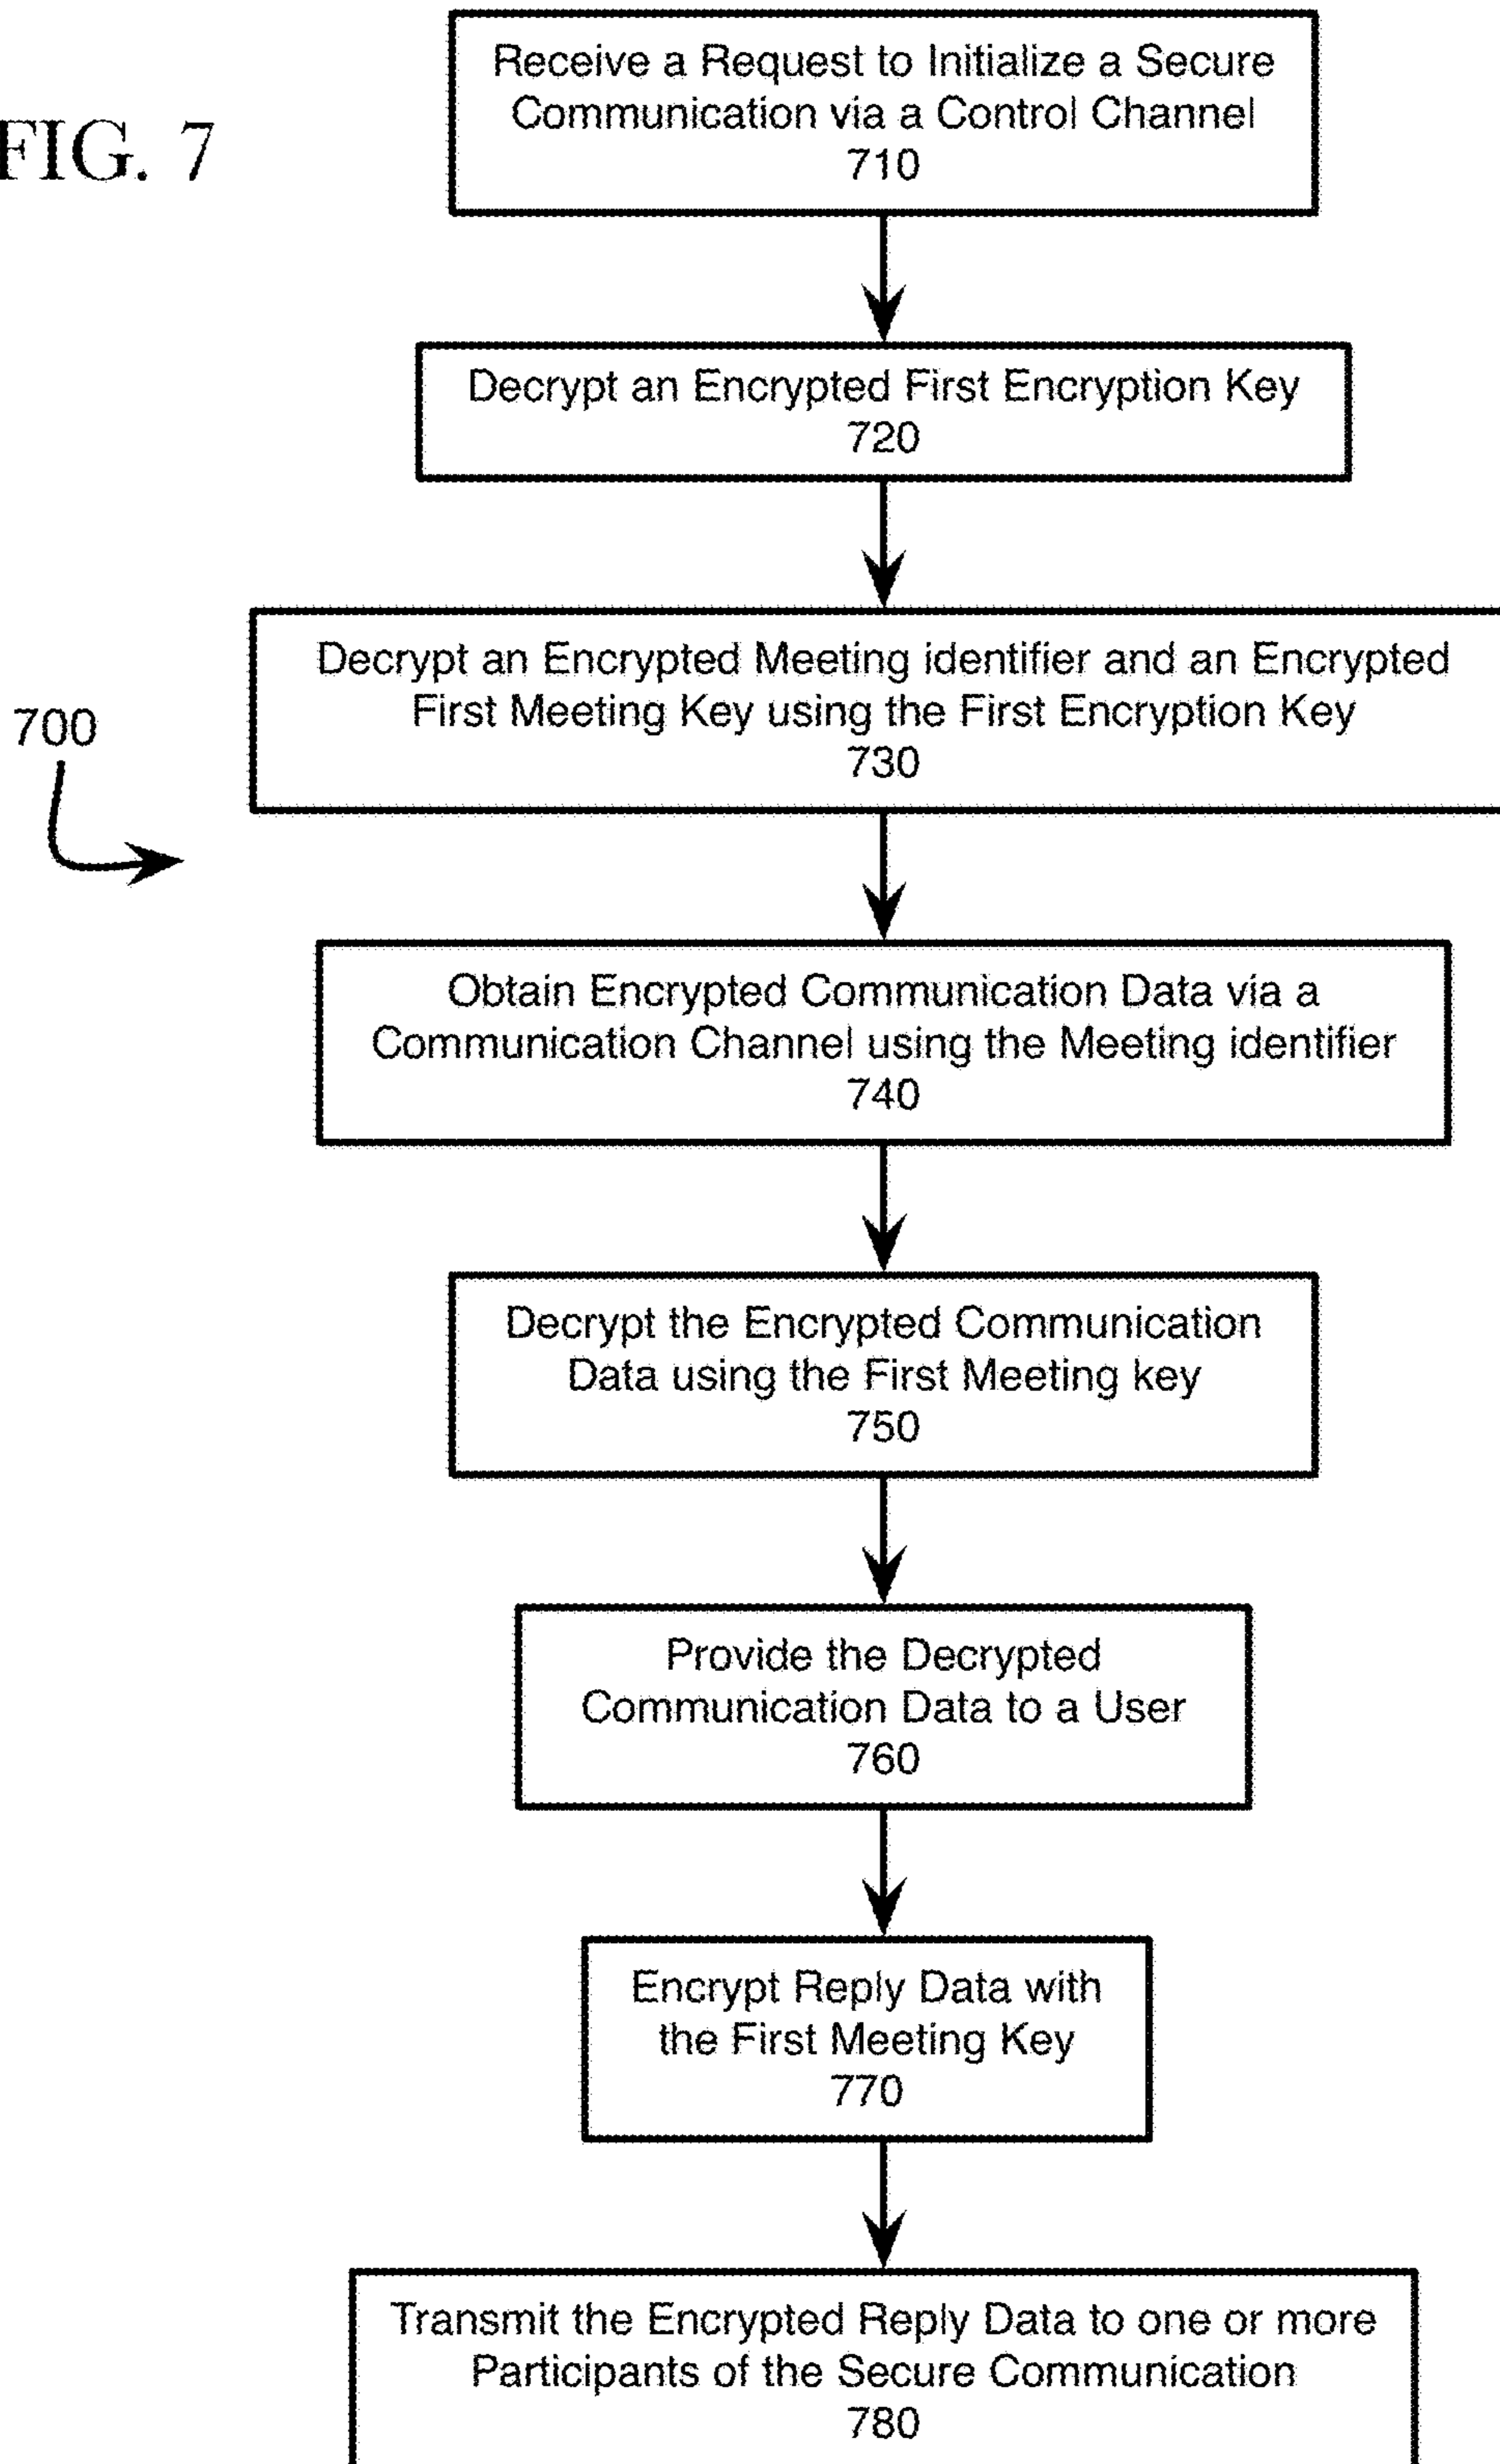 FIG. 7
Receive a Request to Initialize a Secure
Communication via a Control Channel
710
Decrypt an Encrypted First Encryption Key
720
Decrypt an Encrypted Meeting identifier and an Encrypted
First Meeting Key using the First Encryption Key
730
700
Obtain Encrypted Communication Data via a
Communication Channel using the Meeting identifier
740
Decrypt the Encrypted Communication
Data using the First Meeting key
750
Provide the Decrypted
Communication Data to a User
760
Encrypt Reply Data with
the First Meeting Key
770
Transmit the Encrypted Reply Data to one or more
Participants of the Secure Communication
780